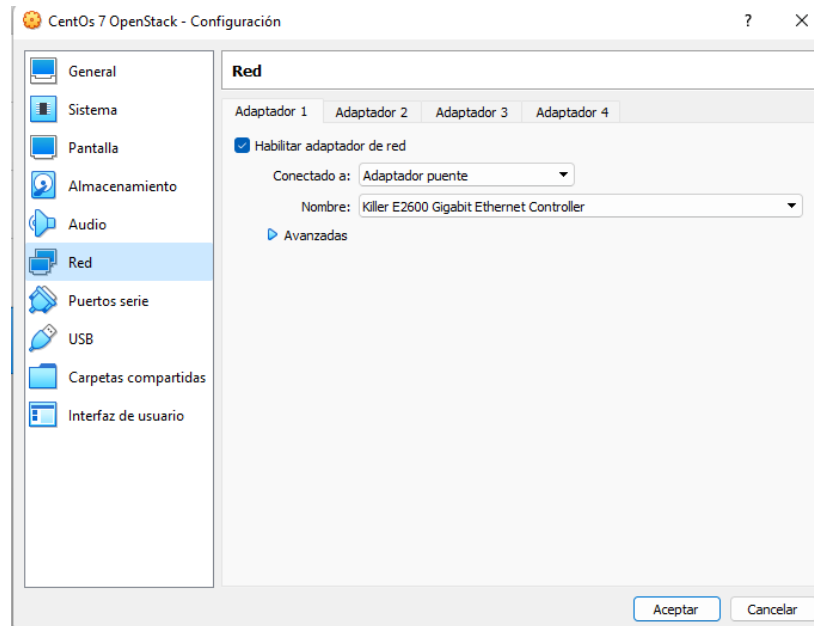 CentOs 7 OpenStack - Configuración ? ×
General
Sistema
Pantalla
Almacenamiento
Audio
Red
Puertos serie
USB
Carpetas compartidas
Interfaz de usuario
Red
Adaptador 1 Adaptador 2 Adaptador 3 Adaptador 4
Habilitar adaptador de red
Conectado a: Adaptador puente
Nombre: Killer E2600 Gigabit Ethernet Controller
Avanzadas
Aceptar Cancelar